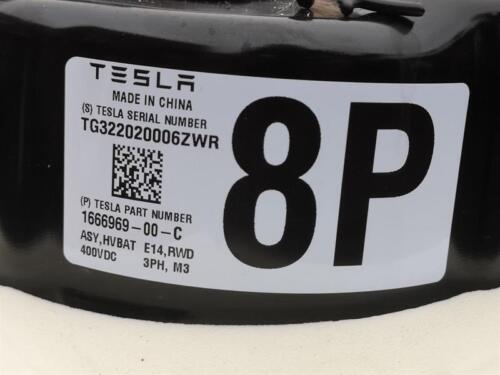 TESLA
MADE IN CHINA
(S) TESLA SERIAL NUMBER
TG322020006ZWR
(P) TESLA PART NUMBER
1666969-00-C
ASY,HVBAT E14,RWD
400VDC 3PH, M3
8P